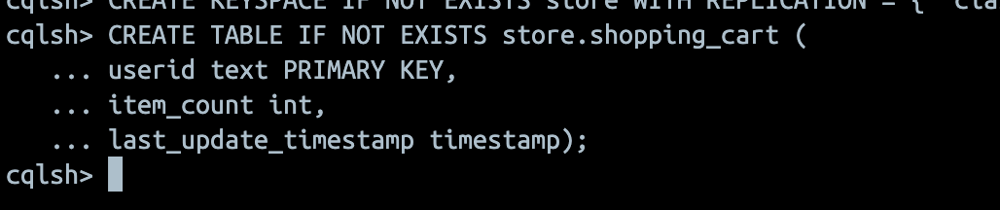 cqlsh> CREATE KEYSPACE IF NOT EXISTS store WITH REPLICATION = { 'cla
cqlsh> CREATE TABLE IF NOT EXISTS store.shopping_cart (
   ... userid text PRIMARY KEY,
   ... item_count int,
   ... last_update_timestamp timestamp);
cqlsh>